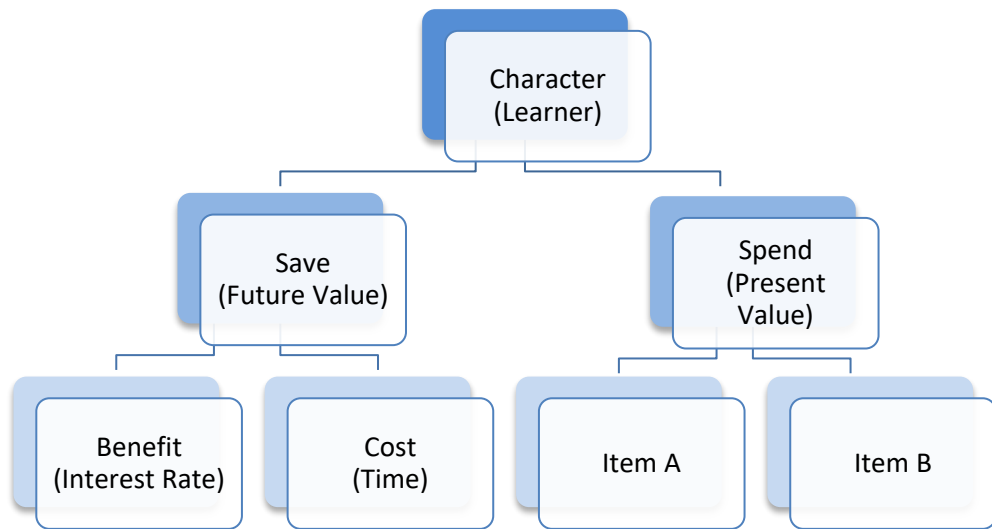 Character
(Learner)
Save
(Future Value)
Spend
(Present
Value)
Benefit
(Interest Rate)
Cost
(Time)
Item A
Item B